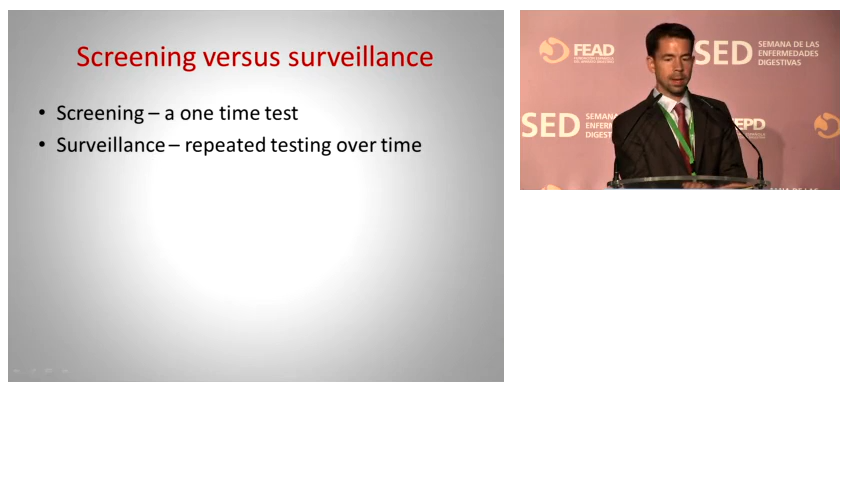 Screening versus surveillance
• Screening – a one time test
• Surveillance – repeated testing over time
FEAD
SED
SEMANA DE LAS
ENFERMEDADES
DIGESTIVAS
SED
SEMANA
ENFERM
DIGEST
EPD